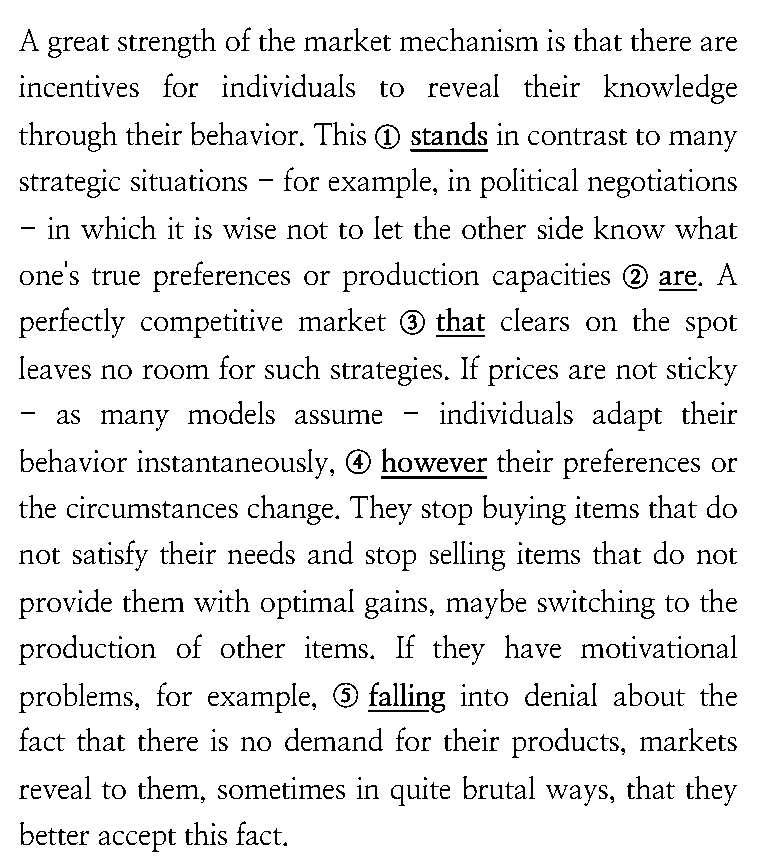 A great strength of the market mechanism is that there are
incentives for individuals to reveal their knowledge
through their behavior. This ① stands in contrast to many
strategic situations - for example, in political negotiations
- in which it is wise not to let the other side know what
one's true preferences or production capacities ② are. A
perfectly competitive market ③ that clears on the spot
leaves no room for such strategies. If prices are not sticky
- as many models assume - individuals adapt their
behavior instantaneously, ④ however their preferences or
the circumstances change. They stop buying items that do
not satisfy their needs and stop selling items that do not
provide them with optimal gains, maybe switching to the
production of other items. If they have motivational
problems, for example, ⑤ falling into denial about the
fact that there is no demand for their products, markets
reveal to them, sometimes in quite brutal ways, that they
better accept this fact.